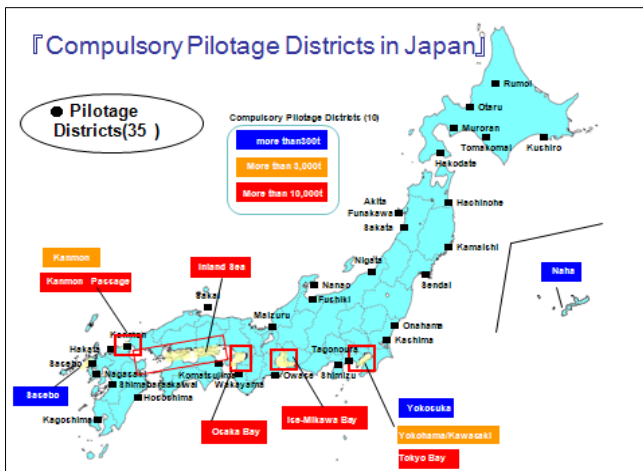 『Compulsory Pilotage Districts in Japan』
● Pilotage
Districts(35 )
Compulsory Pilotage Districts (10)
more than300t
More than 3,000t
More than 10,000t
Rumoi
Otaru
Muroran
Tomakomai
Kushiro
Hakodate
Hachinohe
Akita
Funakawa
Sakata
Kamaichi
Nigata
Sendai
Nanao
Fushiki
Onahama
Kashima
Naha
Kanmon
Kanmon Passage
Inland Sea
Sakai
Maizuru
Kanmon
Hakata
Sasebo
Nagasaki
Komatsujima
Wakayama
Owase
Tagonoura
Shimizu
Hososhima
Kagoshima
Sasebo
Osaka Bay
Ise-Mikawa Bay
Yokosuka
Yokohama/Kawasaki
Tokyo Bay